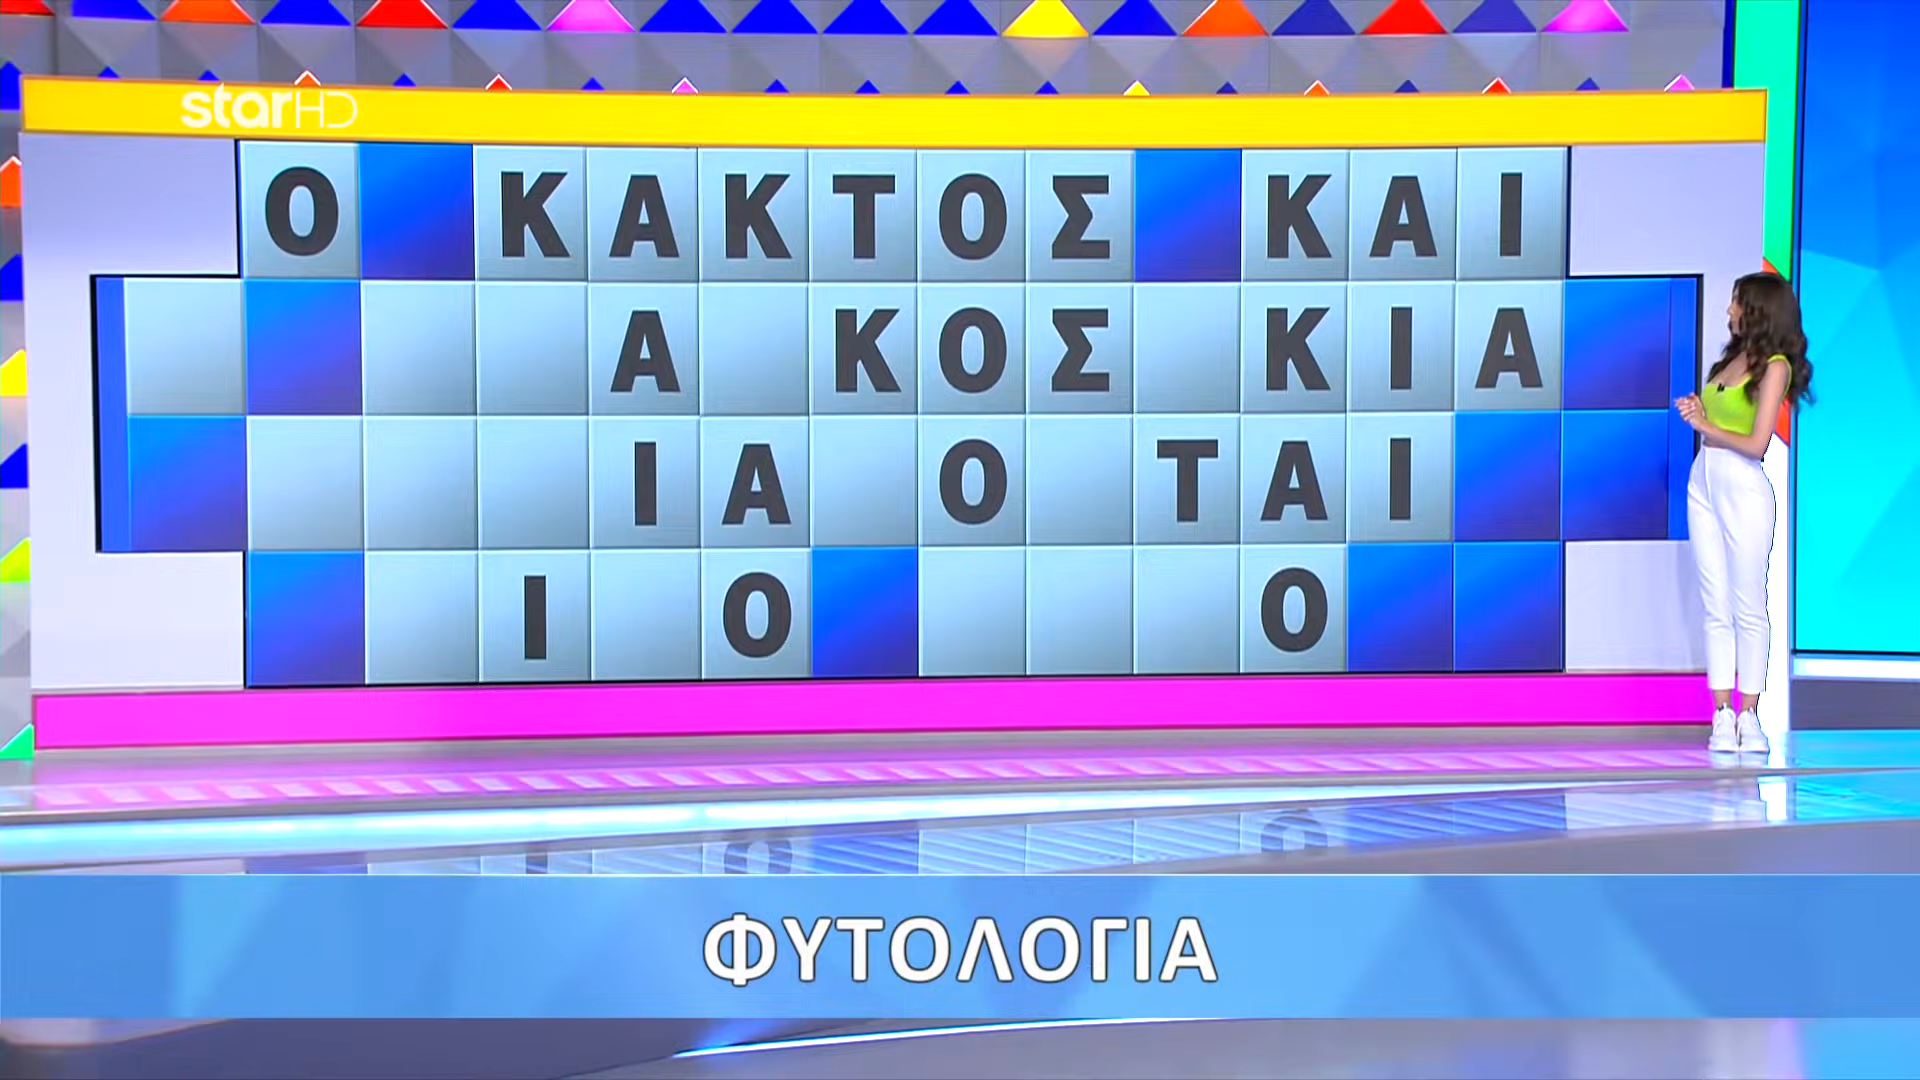 starHD
Ο ΚΑΚΤΟΣ ΚΑΙ
Α ΚΟΣ ΚΙΑ
ΙΑ Ο ΤΑΙ
Ι Ο Ο
ΦΥΤΟΛΟΓΙΑ